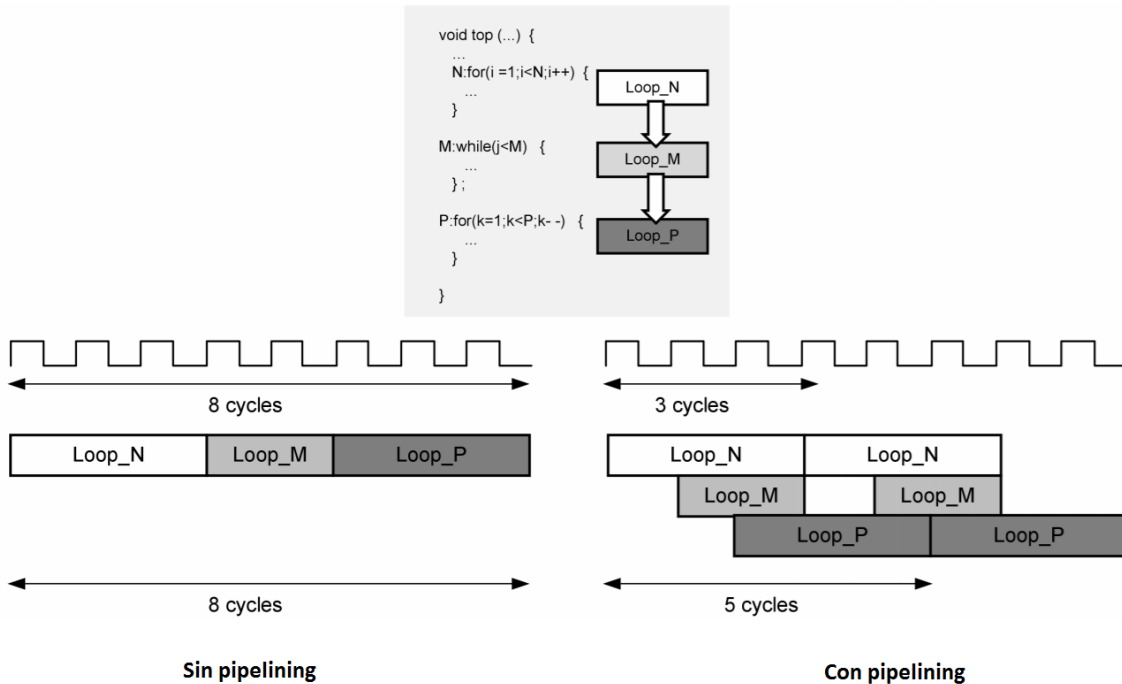 void top (...) {
...
N:for(i =1;i<N;i++) {
...
}
M:while(j<M) {
...
} ;
P:for(k=1;k<P;k- -) {
...
}
}
Loop_N
Loop_M
Loop_P
8 cycles
Loop_N Loop_M Loop_P
8 cycles
Sin pipelining
3 cycles
Loop_N Loop_N
Loop_M Loop_M
Loop_P Loop_P
5 cycles
Con pipelining